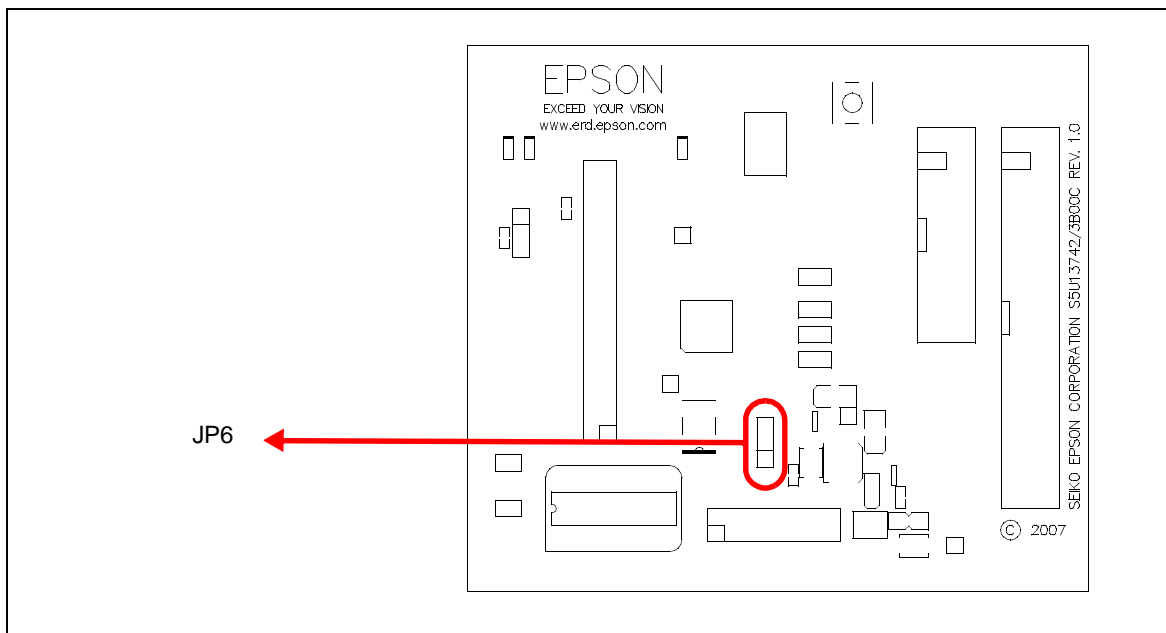 EPSON
EXCEED YOUR VISION
www.erd.epson.com
SEIKO EPSON CORPORATION S5U13742/3B00C REV. 1.0
JP6
© 2007